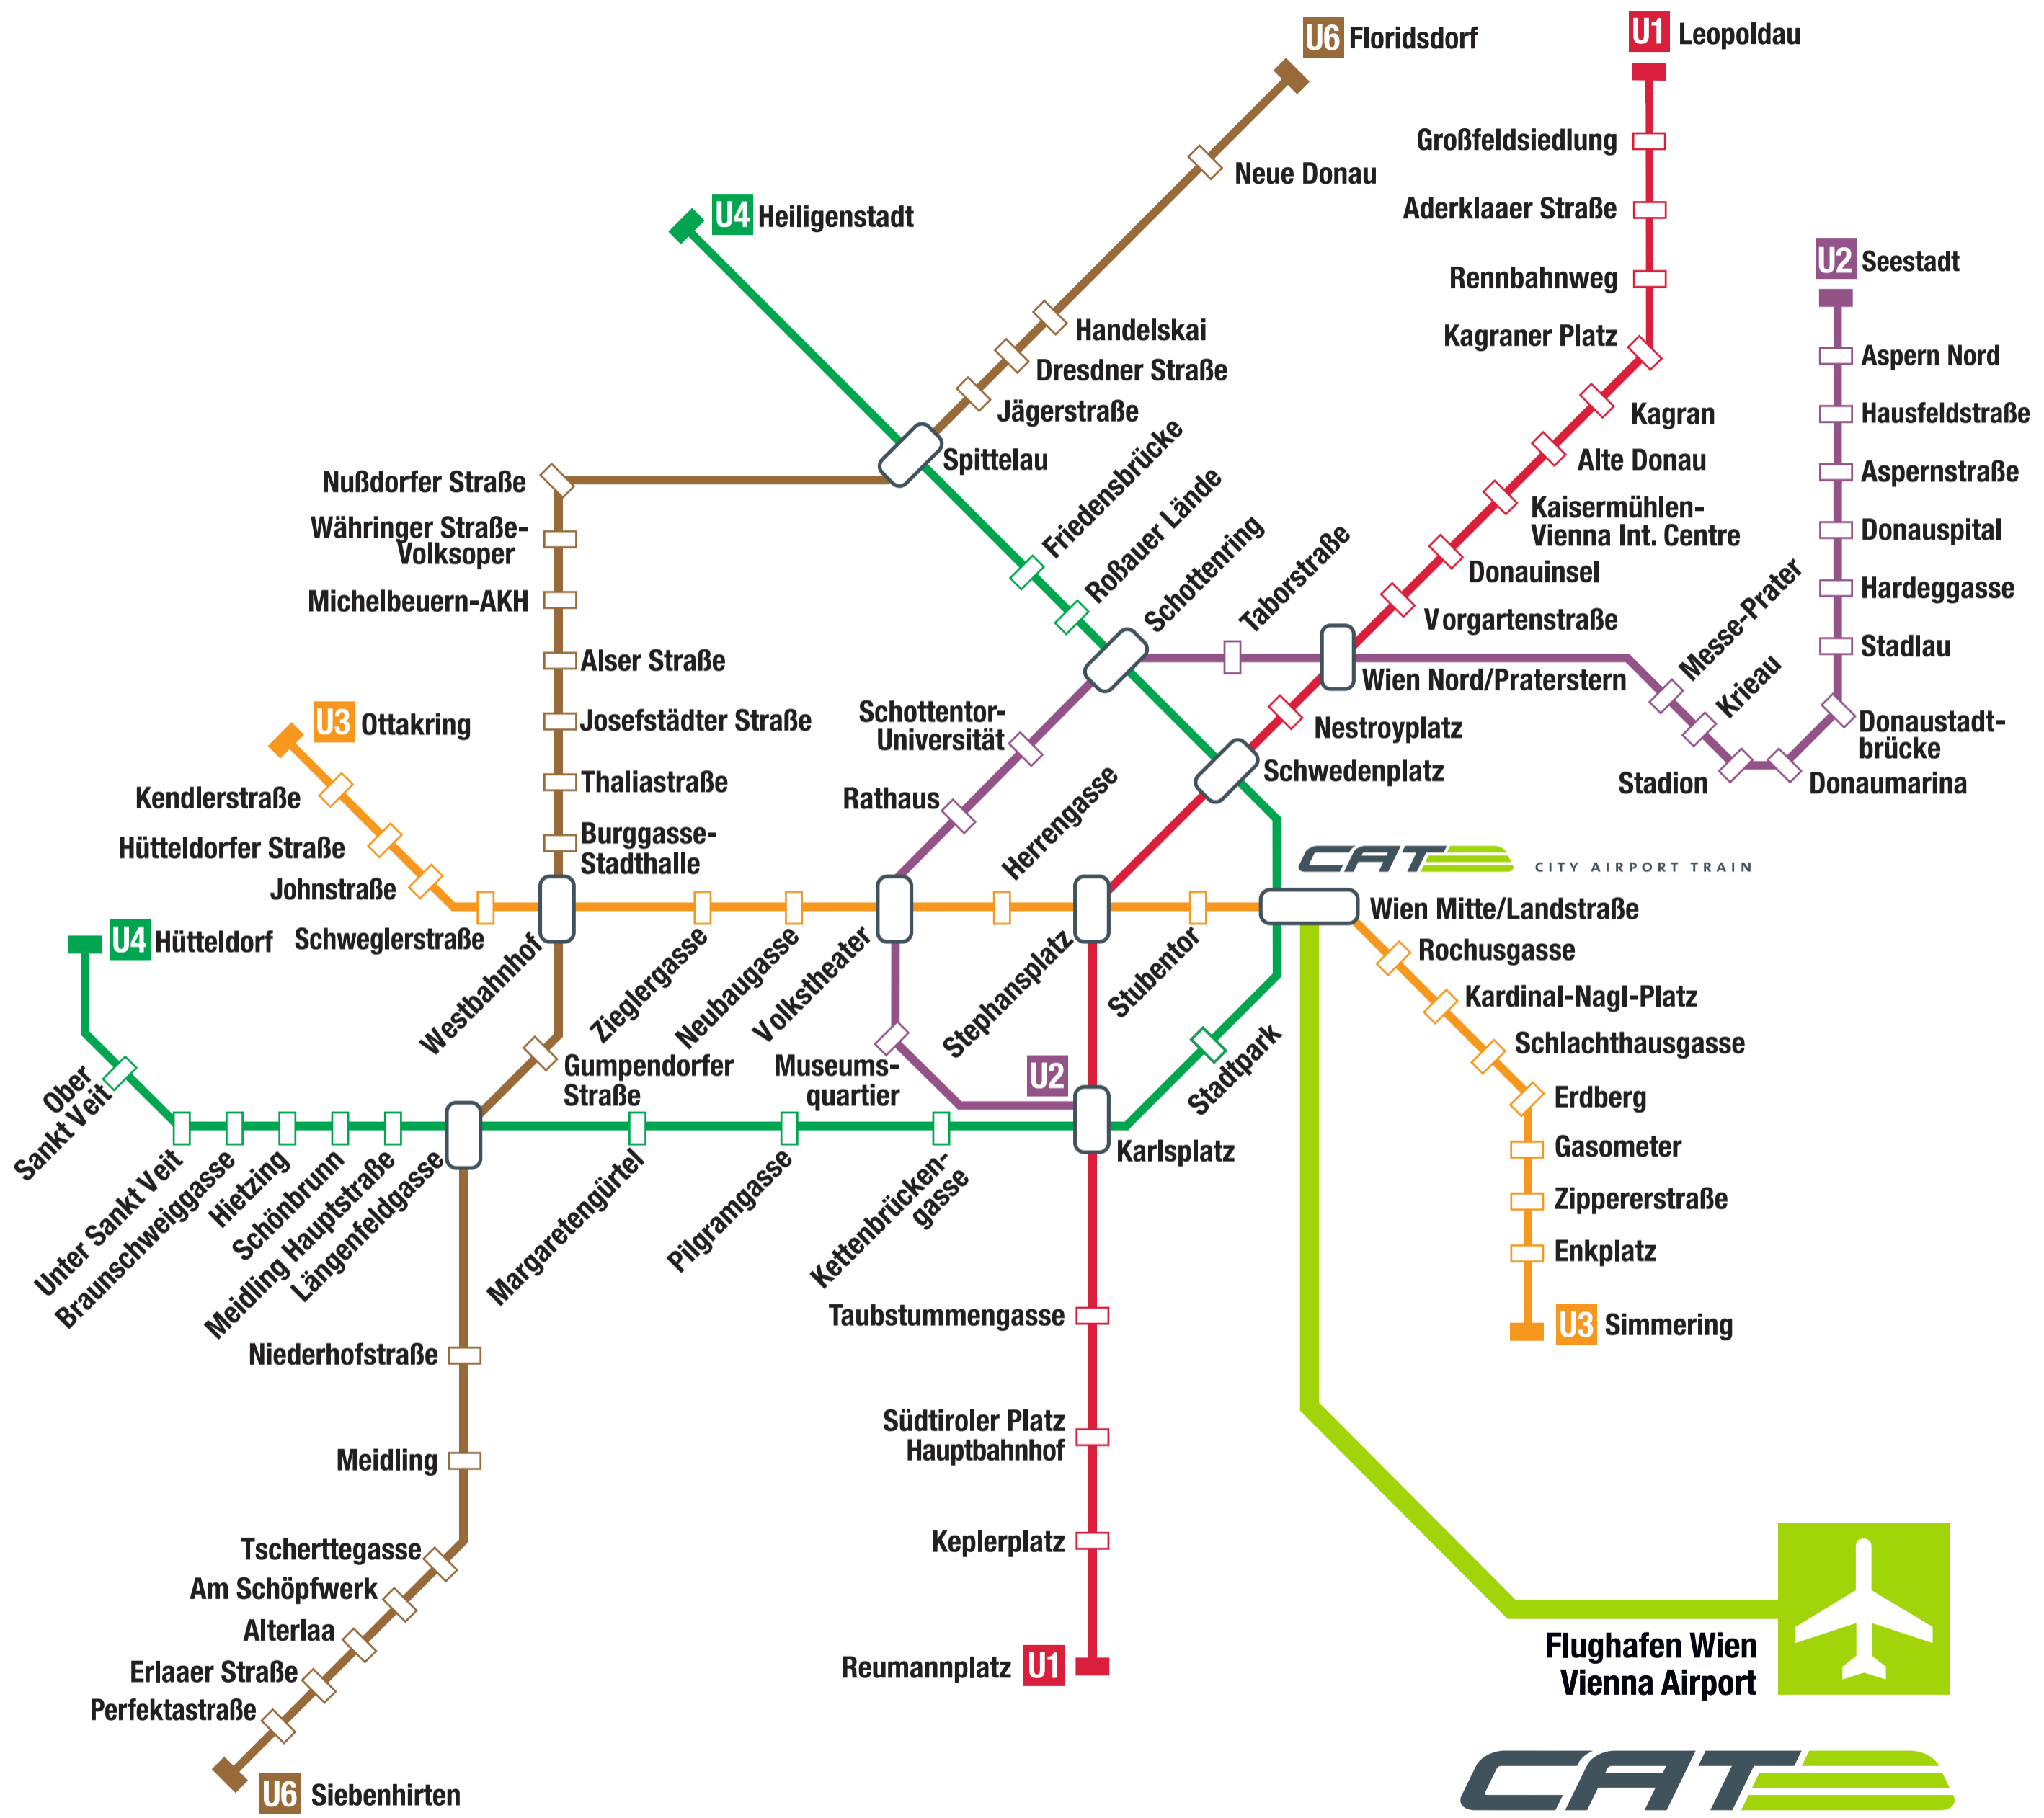 U6 Floridsdorf
U1 Leopoldau
Großfeldsiedlung
Neue Donau
Aderklaaer Straße
U4 Heiligenstadt
U2 Seestadt
Rennbahnweg
Handelskai
Kagraner Platz
Aspern Nord
Dresdner Straße
Jägerstraße
Kagran
Hausfeldstraße
Spittelau
Friedensbrücke
Alte Donau
Aspernstraße
Nußdorfer Straße
Roßauer Lände
Kaisermühlen-
Vienna Int. Centre
Währinger Straße-
Volksoper
Schottenring
Taborstraße
Donauspital
Donauinsel
Hardeggasse
Michelbeuern-AKH
Vorgartenstraße
Messe-Prater
Stadlau
Alser Straße
Wien Nord/Praterstern
Krieau
U3 Ottakring
Josefstädter Straße
Schottentor-
Universität
Nestroyplatz
Donaustadt-
brücke
Schwedenplatz
Stadion
Donaumarina
Thaliastraße
Kendlerstraße
Rathaus
Herrengasse
Hütteldorfer Straße
Burggasse-
Stadthalle
CAT CITY AIRPORT TRAIN
Johnstraße
Wien Mitte/Landstraße
U4 Hütteldorf
Schweglerstraße
Westbahnhof
Zieglergasse
Neubaugasse
Volkstheater
Stephansplatz
Stubentor
Rochusgasse
Kardinal-Nagl-Platz
Schlachthausgasse
Ober
Sankt Veit
Gumpendorfer
Straße
Museums-
quartier
U2
Stadtpark
Erdberg
Unter Sankt Veit
Braunschweiggasse
Hietzing
Schönbrunn
Meidling Hauptstraße
Längenfeldgasse
Margaretengürtel
Pilgramgasse
Kettenbrücken-
gasse
Karlsplatz
Gasometer
Zippererstraße
Enkplatz
Taubstummengasse
U3 Simmering
Niederhofstraße
Südtiroler Platz
Hauptbahnhof
Meidling
Keplerplatz
Tscherttegasse
Am Schöpfwerk
Alterlaa
Erlaaer Straße
Perfektastraße
Reumannplatz U1
Flughafen Wien
Vienna Airport
U6 Siebenhirten
CAT